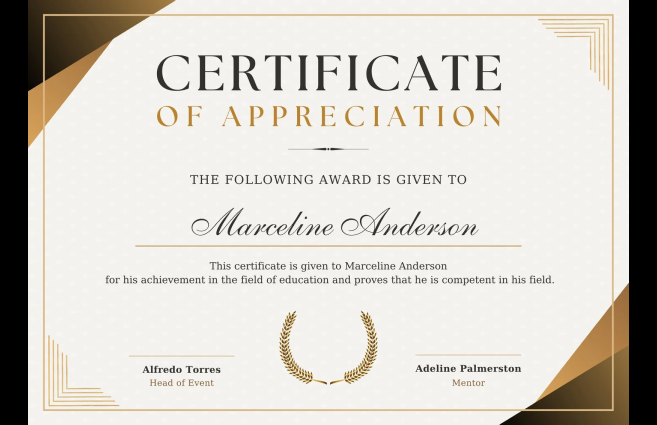 CERTIFICATE
OF APPRECIATION
THE FOLLOWING AWARD IS GIVEN TO
Marceline Anderson
This certificate is given to Marceline Anderson
for his achievement in the field of education and proves that he is competent in his field.
Alfredo Torres
Head of Event
Adeline Palmerston
Mentor